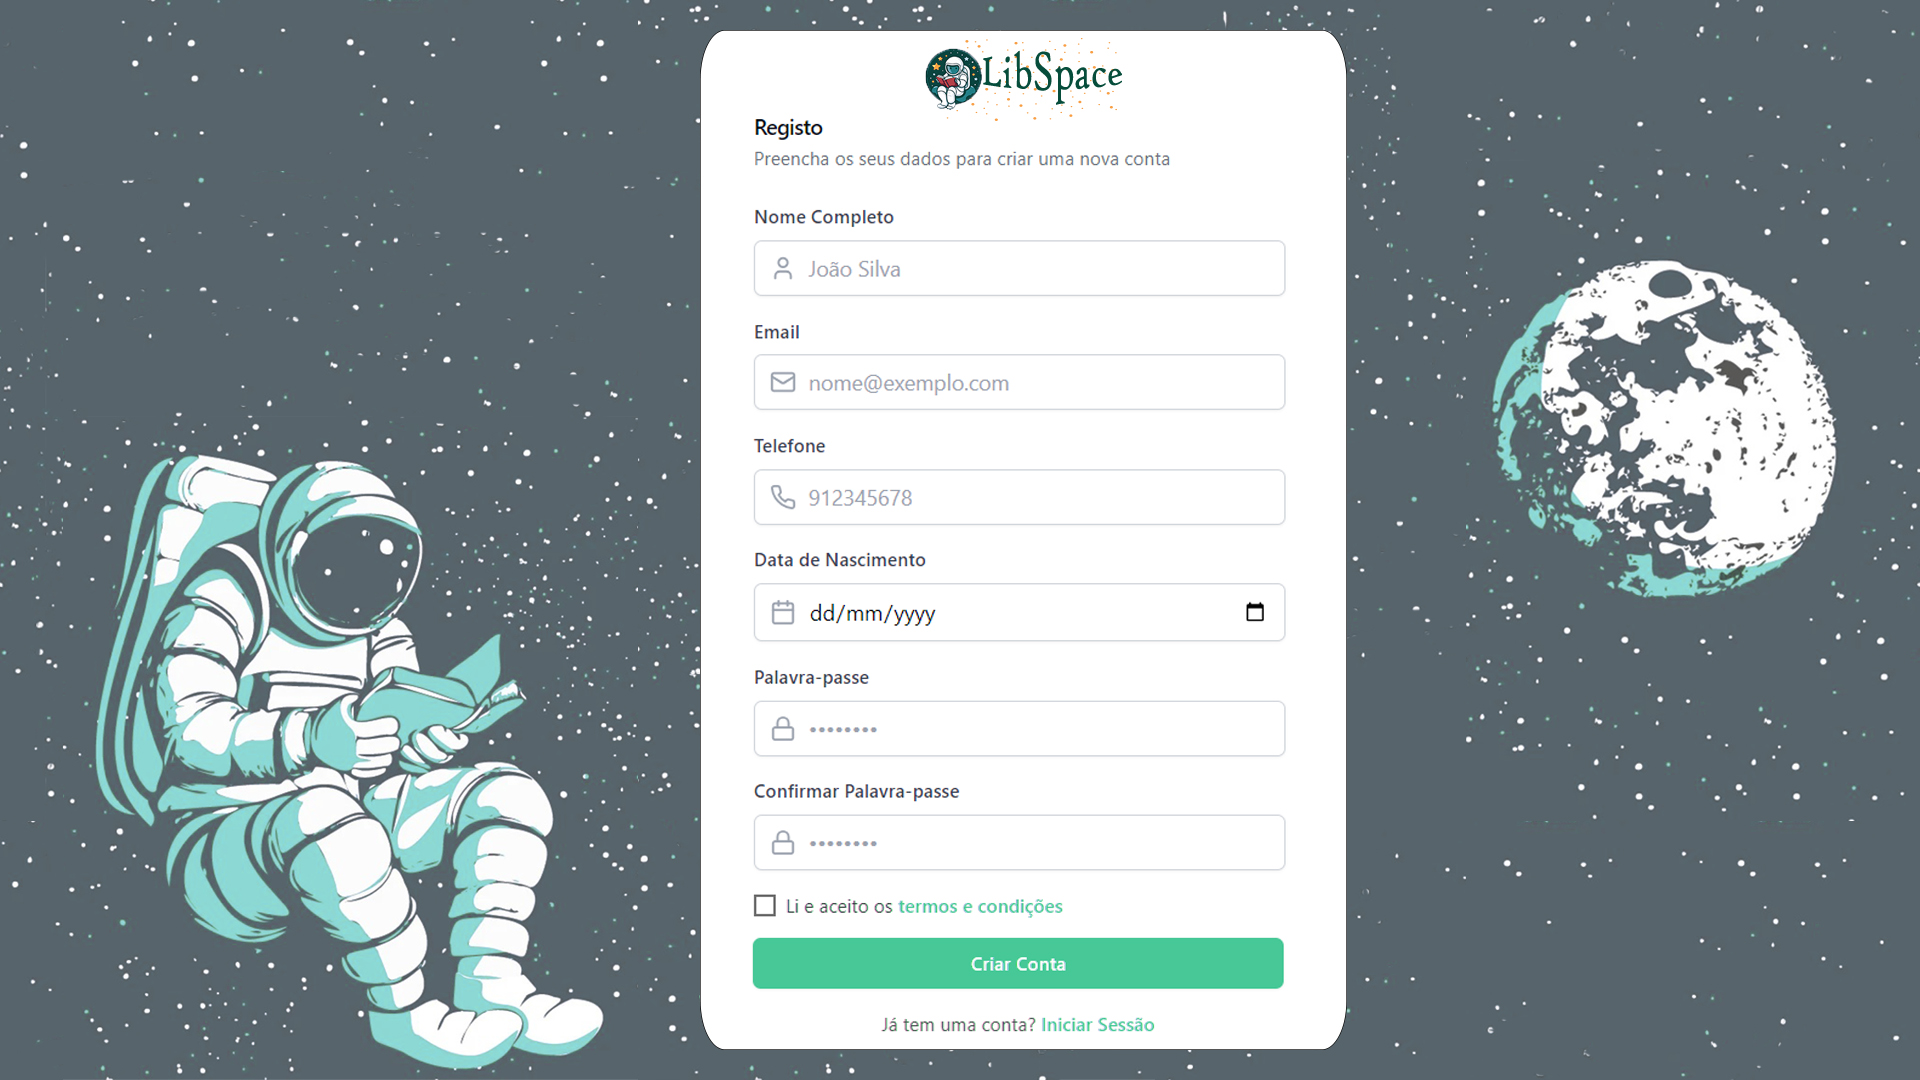 LibSpace
Registo
Preencha os seus dados para criar uma nova conta
Nome Completo
João Silva
Email
nome@exemplo.com
Telefone
912345678
Data de Nascimento
dd/mm/yyyy
Palavra-passe
••••••••
Confirmar Palavra-passe
••••••••
Li e aceito os termos e condições
Criar Conta
Já tem uma conta? Iniciar Sessão